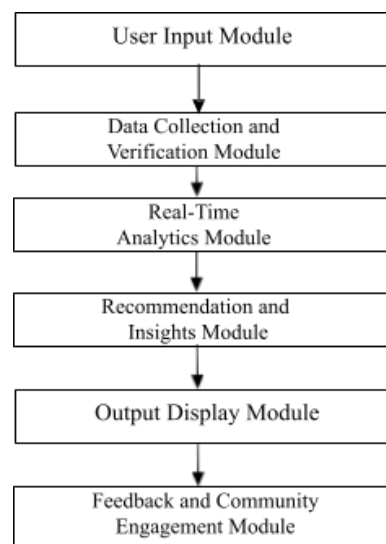 User Input Module
Data Collection and
Verification Module
Real-Time
Analytics Module
Recommendation and
Insights Module
Output Display Module
Feedback and Community
Engagement Module